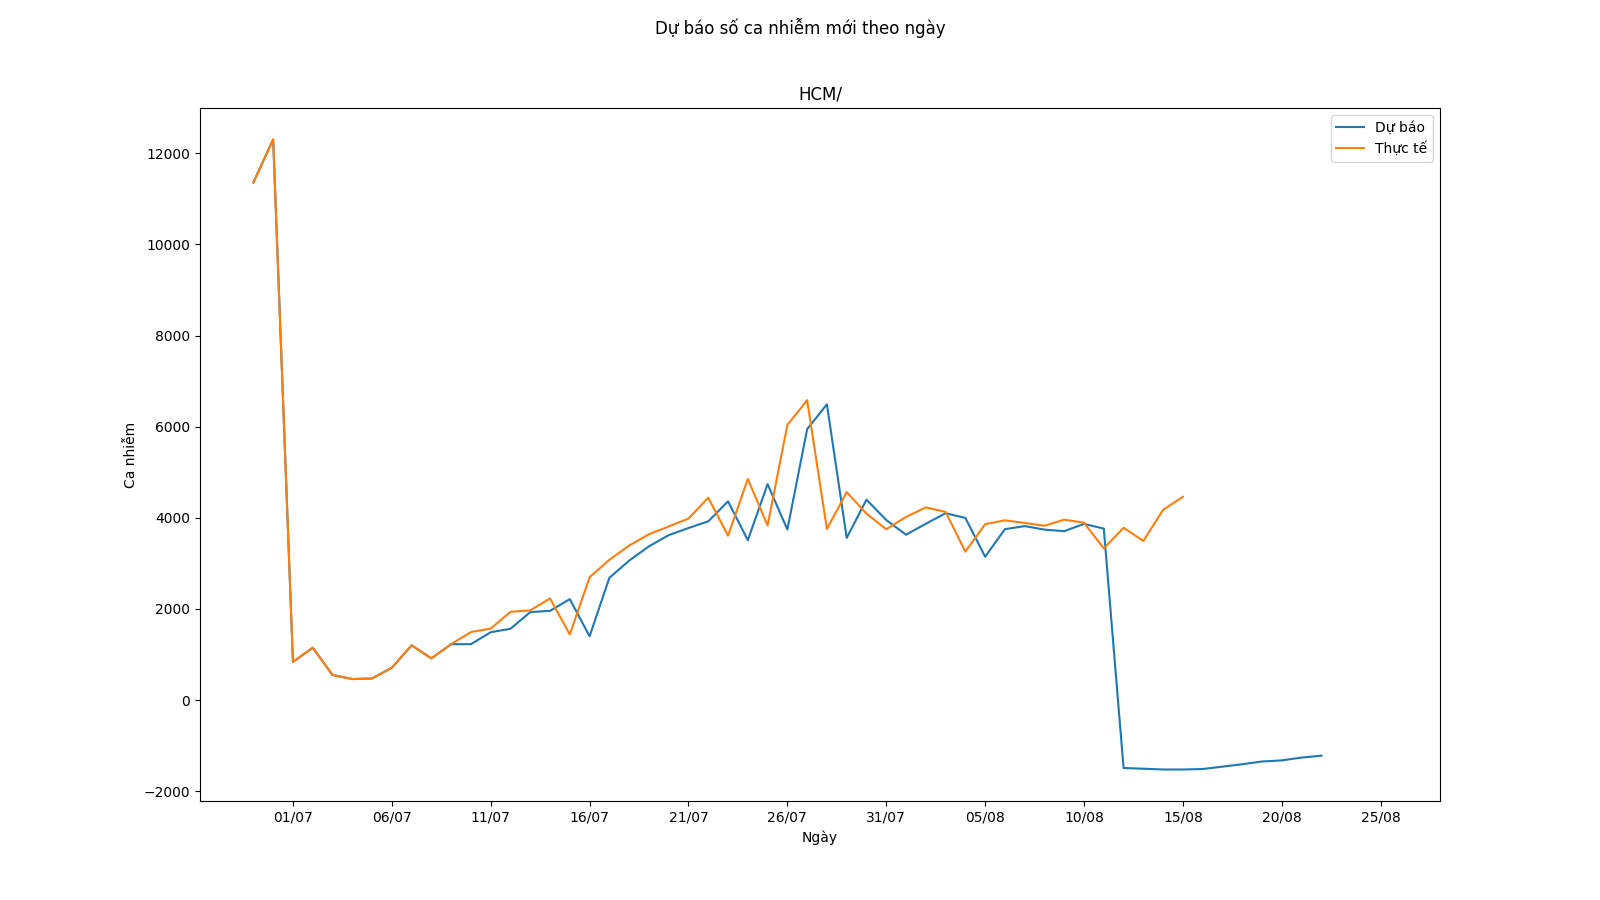 Dự báo số ca nhiễm mới theo ngày
HCM/
Dự báo
Thực tế
12000
10000
8000
6000
4000
2000
0
−2000
Ca nhiễm
01/07 06/07 11/07 16/07 21/07 26/07 31/07 05/08 10/08 15/08 20/08 25/08
Ngày